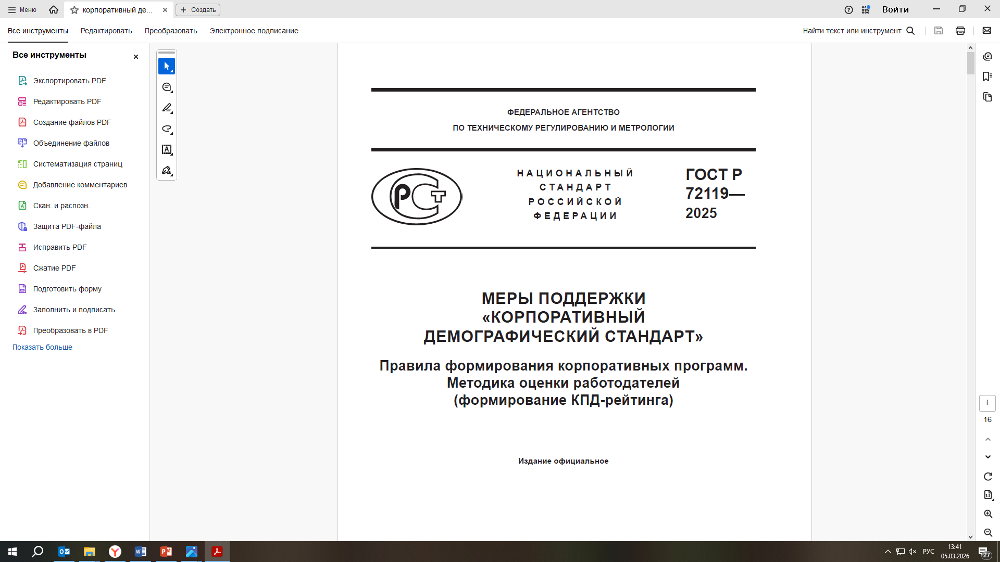 Меню
корпоративный де...
Создать
Войти
Все инструменты
Редактировать
Преобразовать
Электронное подписание
Найти текст или инструмент
Все инструменты
Экспортировать PDF
Редактировать PDF
Создание файлов PDF
Объединение файлов
Систематизация страниц
Добавление комментариев
Скан. и распозн.
Защита PDF-файла
Исправить PDF
Сжатие PDF
Подготовить форму
Заполнить и подписать
Преобразовать в PDF
Показать больше
ФЕДЕРАЛЬНОЕ АГЕНТСТВО
ПО ТЕХНИЧЕСКОМУ РЕГУЛИРОВАНИЮ И МЕТРОЛОГИИ
РСТ
НАЦИОНАЛЬНЫЙ
СТАНДАРТ
РОССИЙСКОЙ
ФЕДЕРАЦИИ
ГОСТ Р
72119—
2025
МЕРЫ ПОДДЕРЖКИ
«КОРПОРАТИВНЫЙ
ДЕМОГРАФИЧЕСКИЙ СТАНДАРТ»
Правила формирования корпоративных программ.
Методика оценки работодателей
(формирование КПД-рейтинга)
Издание официальное
I
16
1:1
РУС
13:41
05.03.2026
27